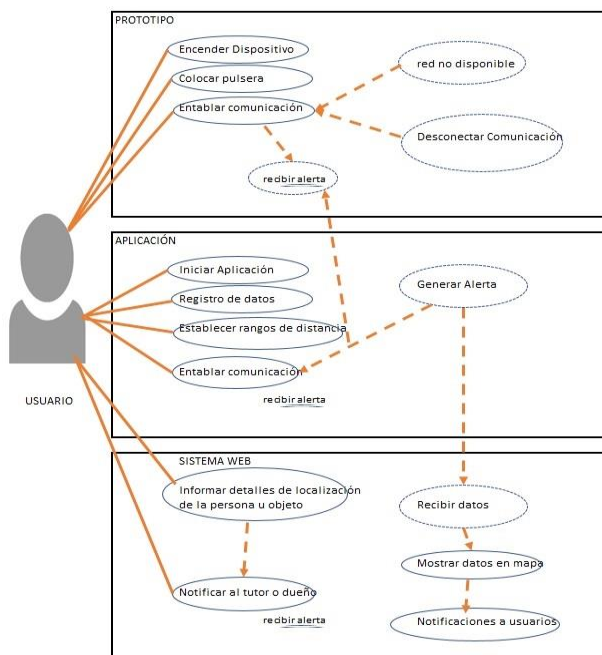 PROTOTIPO
Encender Dispositivo
Colocar pulsera
Entablar comunicación
red no disponible
Desconectar Comunicación
recibir alerta
APLICACIÓN
Iniciar Aplicación
Registro de datos
Establecer rangos de distancia
Entablar comunicación
recibir alerta
Generar Alerta
USUARIO
SISTEMA WEB
Informar detalles de localización
de la persona u objeto
Notificar al tutor o dueño
recibir alerta
Recibir datos
Mostrar datos en mapa
Notificaciones a usuarios